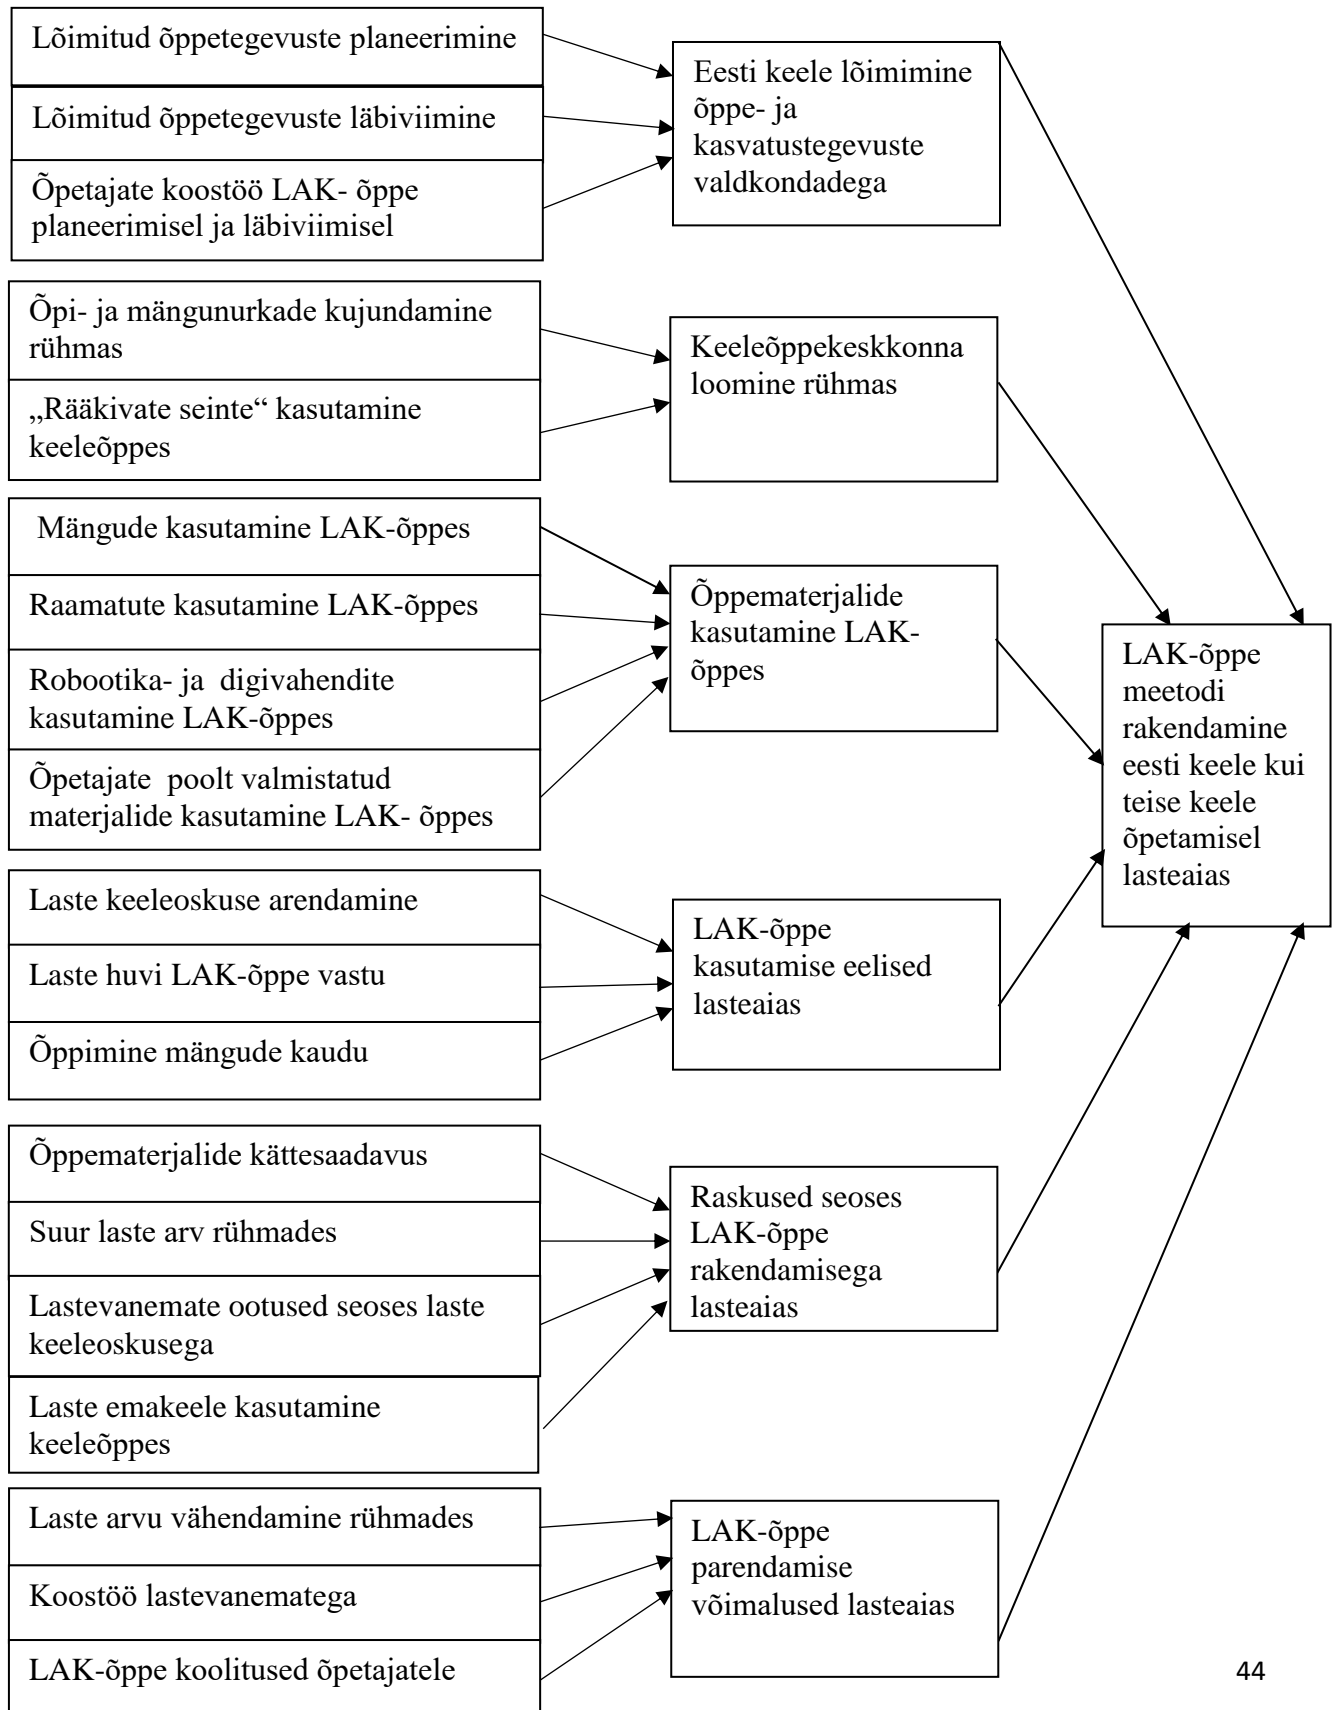 Lõimitud õppetegevuste planeerimine
Lõimitud õppetegevuste läbiviimine
Õpetajate koostöö LAK- õppe
planeerimisel ja läbiviimisel
Eesti keele lõimimine
õppe- ja
kasvatustegevuste
valdkondadega
Õpi- ja mängunurkade kujundamine
rühmas
„Rääkivate seinte“ kasutamine
keeleõppes
Keeleõppekeskkonna
loomine rühmas
Mängude kasutamine LAK-õppes
Raamatute kasutamine LAK-õppes
Robootika- ja  digivahendite
kasutamine LAK-õppes
Õpetajate  poolt valmistatud
materjalide kasutamine LAK- õppes
Õppematerjalide
kasutamine LAK-
õppes
Laste keeleoskuse arendamine
Laste huvi LAK-õppe vastu
Õppimine mängude kaudu
LAK-õppe
kasutamise eelised
lasteaias
Õppematerjalide kättesaadavus
Suur laste arv rühmades
Lastevanemate ootused seoses laste
keeleoskusega
Laste emakeele kasutamine
keeleõppes
Raskused seoses
LAK-õppe
rakendamisega
lasteaias
Laste arvu vähendamine rühmades
Koostöö lastevanematega
LAK-õppe koolitused õpetajatele
LAK-õppe
parendamise
võimalused lasteaias
LAK-õppe
meetodi
rakendamine
eesti keele kui
teise keele
õpetamisel
lasteaias
44